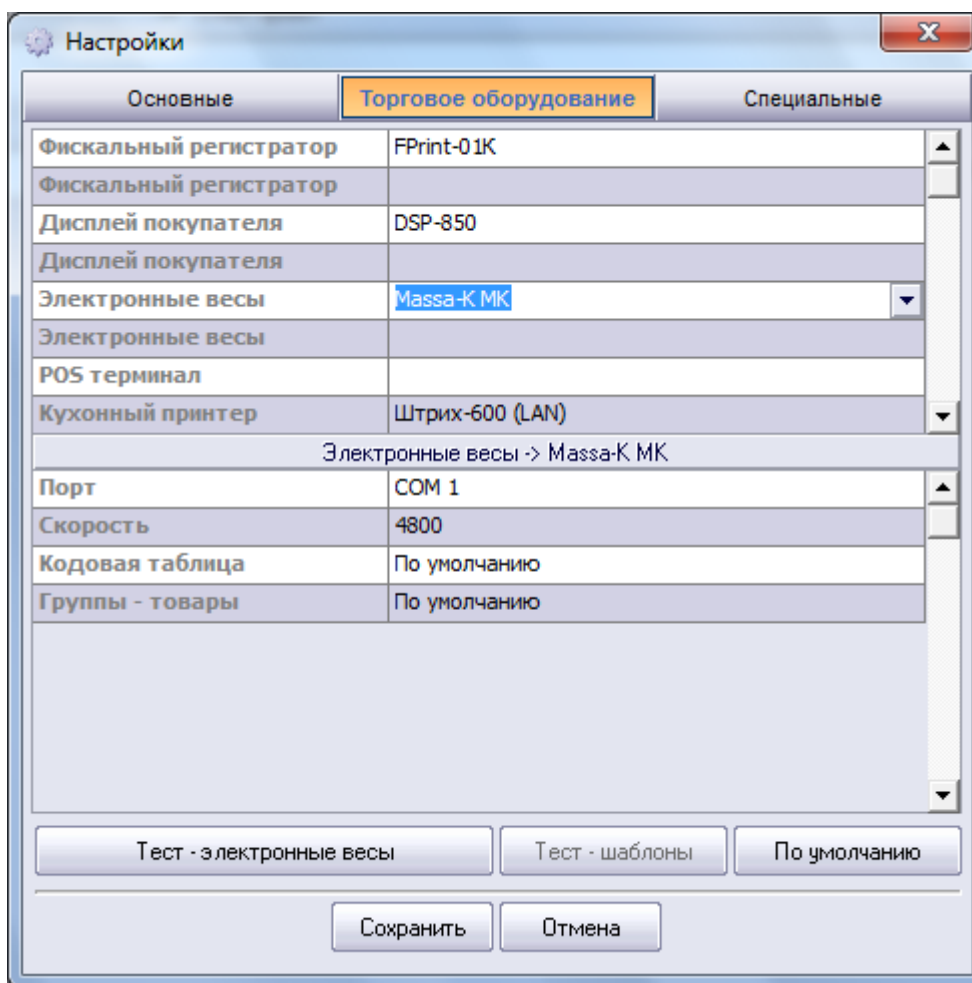 Настройки
Основные Торговое оборудование Специальные
Фискальный регистратор FPrint-01K
Фискальный регистратор
Дисплей покупателя DSP-850
Дисплей покупателя
Электронные весы Massa-K MK
Электронные весы
POS терминал
Кухонный принтер Штрих-600 (LAN)
Электронные весы -> Massa-K MK
Порт COM 1
Скорость 4800
Кодовая таблица По умолчанию
Группы - товары По умолчанию
Тест - электронные весы Тест - шаблоны По умолчанию
Сохранить Отмена